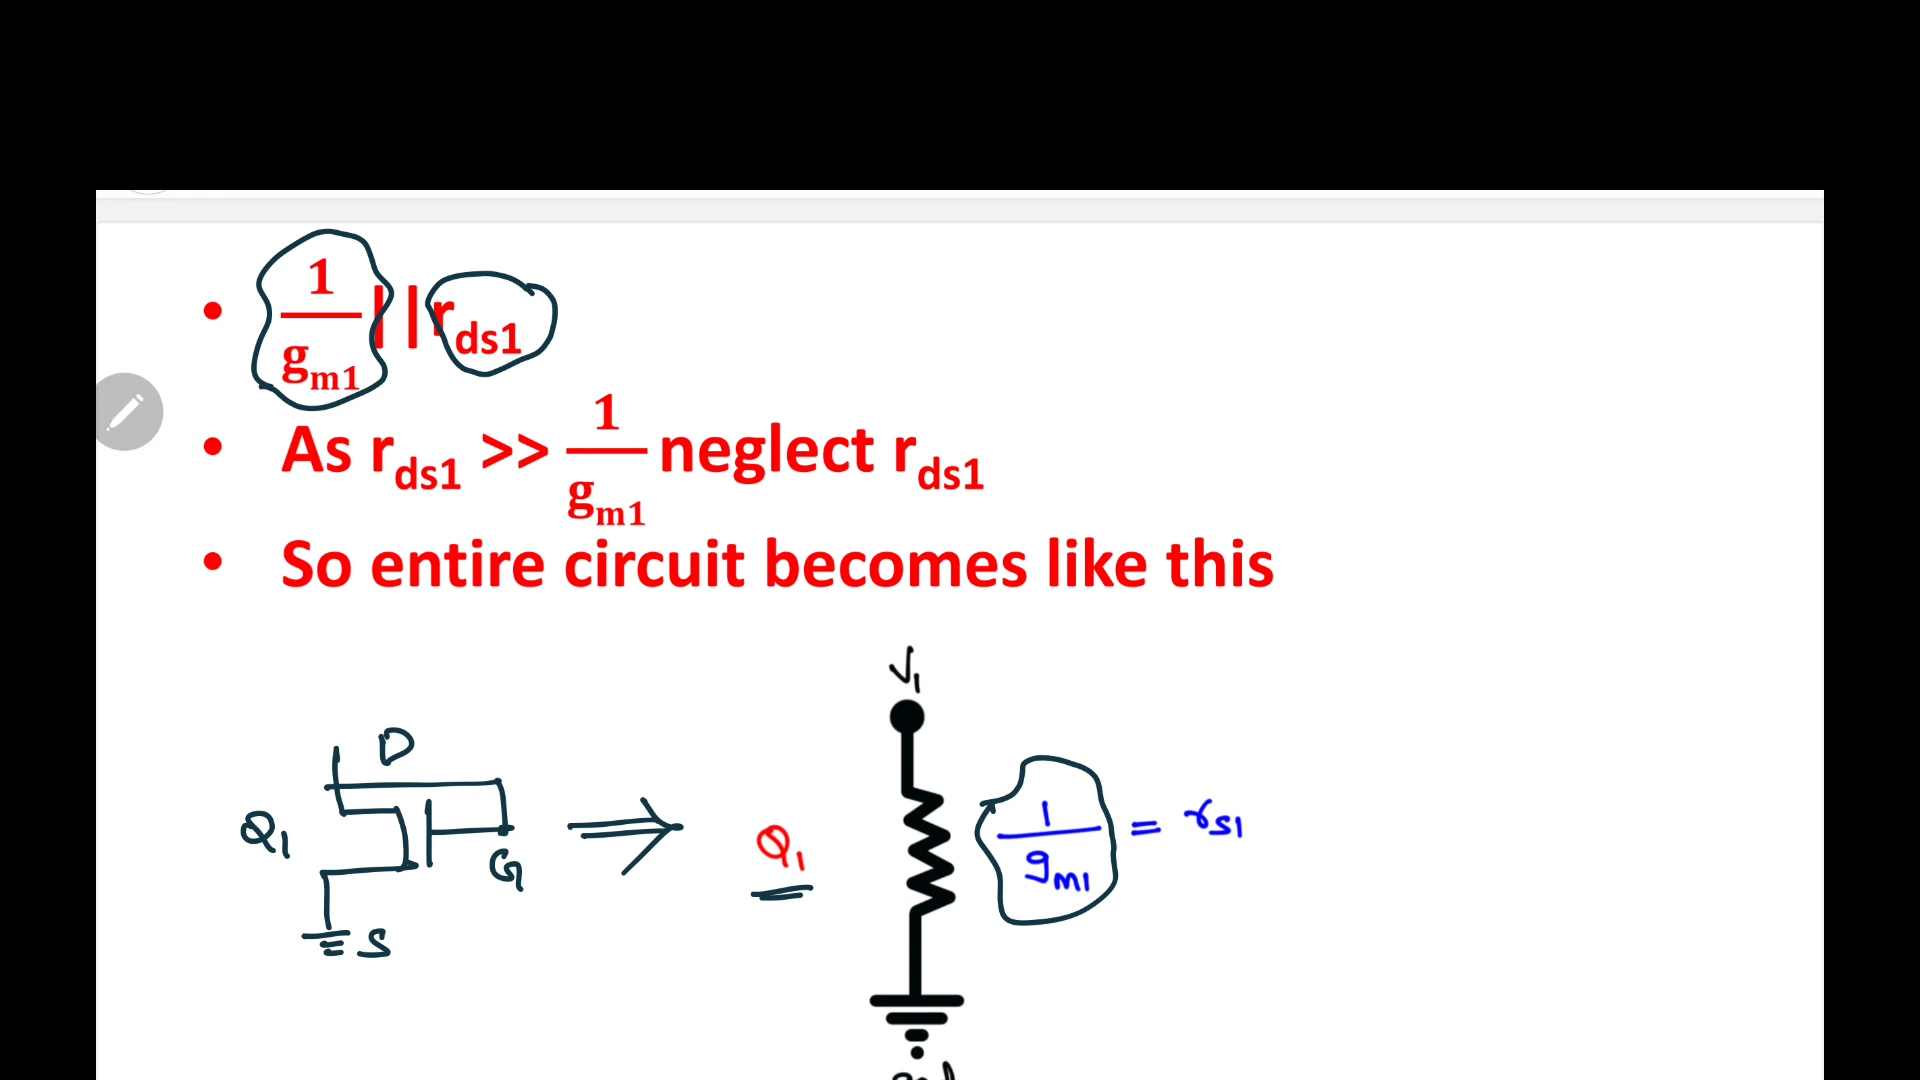 • 1/gm1 || rds1
• As rds1 >> 1/gm1 neglect rds1
• So entire circuit becomes like this
V1
D
Q1
G
S
Q1
1/gm1 = rs1